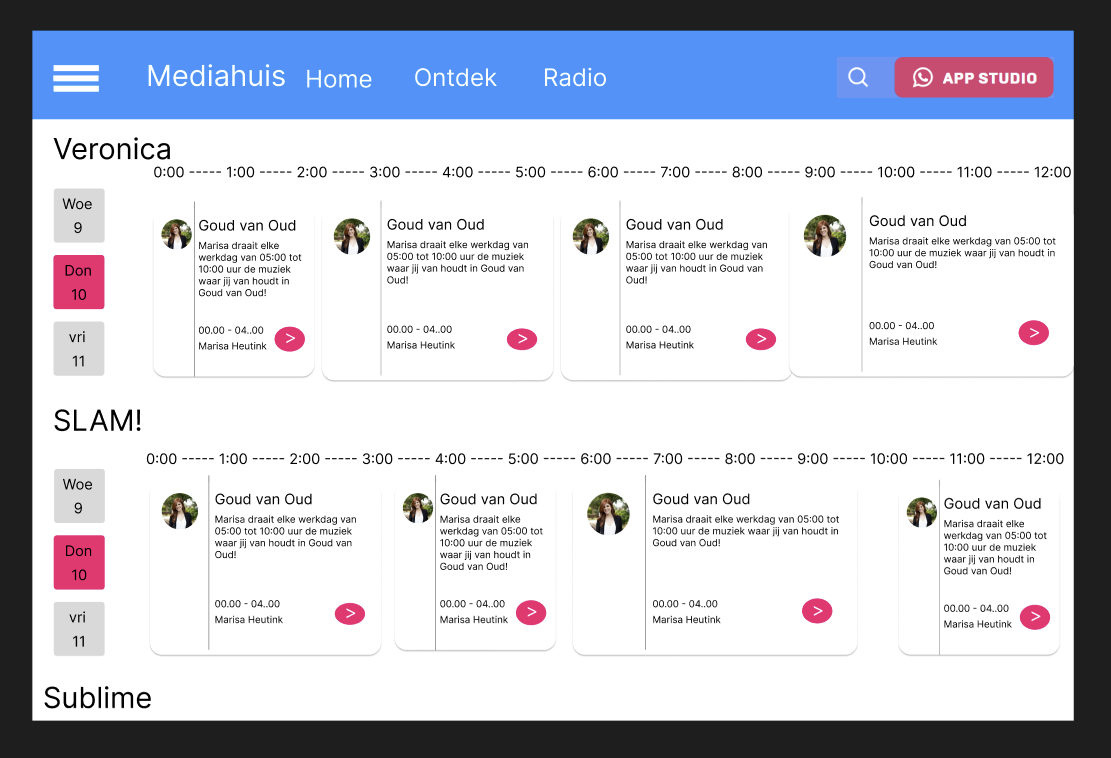 Mediahuis Home Ontdek Radio APP STUDIO
Veronica
0:00 ----- 1:00 ----- 2:00 ----- 3:00 ----- 4:00 ----- 5:00 ----- 6:00 ----- 7:00 ----- 8:00 ----- 9:00 ----- 10:00 ----- 11:00 ----- 12:00
Woe
9
Don
10
vri
11
Goud van Oud
Marisa draait elke
werkdag van 05:00 tot
10:00 uur de muziek
waar jij van houdt in
Goud van Oud!
00.00 - 04..00
Marisa Heutink
>
Goud van Oud
Marisa draait elke werkdag van
05:00 tot 10:00 uur de muziek
waar jij van houdt in Goud van
Oud!
00.00 - 04..00
Marisa Heutink
>
Goud van Oud
Marisa draait elke werkdag van
05:00 tot 10:00 uur de muziek
waar jij van houdt in Goud van
Oud!
00.00 - 04..00
Marisa Heutink
>
Goud van Oud
Marisa draait elke werkdag van 05:00 tot
10:00 uur de muziek waar jij van houdt in
Goud van Oud!
00.00 - 04..00
Marisa Heutink
>
SLAM!
0:00 ----- 1:00 ----- 2:00 ----- 3:00 ----- 4:00 ----- 5:00 ----- 6:00 ----- 7:00 ----- 8:00 ----- 9:00 ----- 10:00 ----- 11:00 ----- 12:00
Woe
9
Don
10
vri
11
Goud van Oud
Marisa draait elke werkdag van
05:00 tot 10:00 uur de muziek
waar jij van houdt in Goud van
Oud!
00.00 - 04..00
Marisa Heutink
>
Goud van Oud
Marisa draait elke
werkdag van 05:00 tot
10:00 uur de muziek
waar jij van houdt in
Goud van Oud!
00.00 - 04..00
Marisa Heutink
>
Goud van Oud
Marisa draait elke werkdag van 05:00 tot
10:00 uur de muziek waar jij van houdt in
Goud van Oud!
00.00 - 04..00
Marisa Heutink
>
Goud van Oud
Marisa draait elke
werkdag van 05:00 tot
10:00 uur de muziek
waar jij van houdt in
Goud van Oud!
00.00 - 04..00
Marisa Heutink
>
Sublime